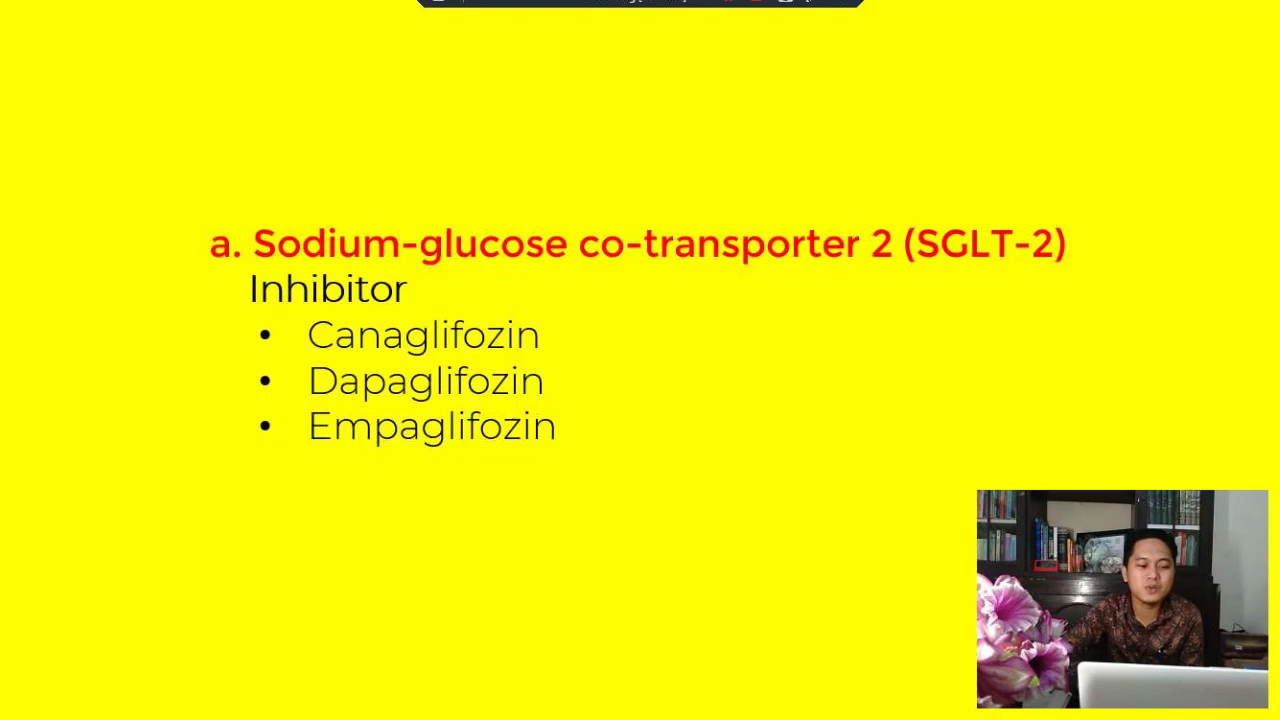 a. Sodium-glucose co-transporter 2 (SGLT-2)
Inhibitor
• Canaglifozin
• Dapaglifozin
• Empaglifozin